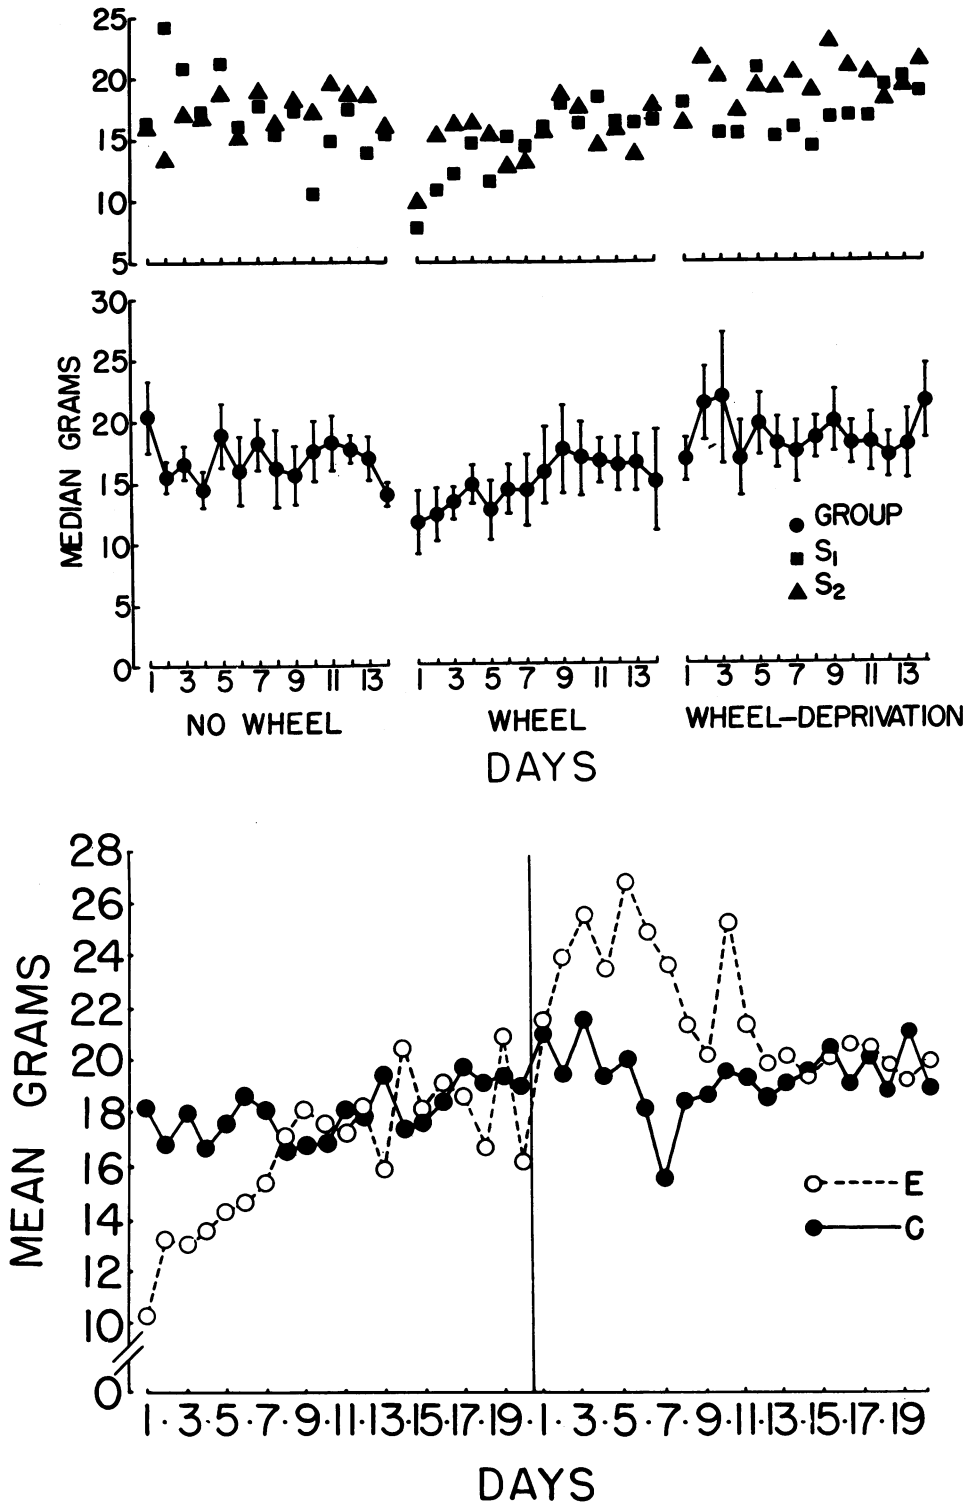 25
20
15
10
5
30
25
20
15
10
5
0
MEDIAN GRAMS
GROUP
S1
S2
1 3 5 7 9 11 13
1 3 5 7 9 11 13
1 3 5 7 9 11 13
NO WHEEL
WHEEL
WHEEL-DEPRIVATION
DAYS
28
26
24
22
20
18
16
14
12
10
0
MEAN GRAMS
E
C
1·3·5·7·9·11·13·15·17·19·1·3·5·7·9·11·13·15·17·19
DAYS